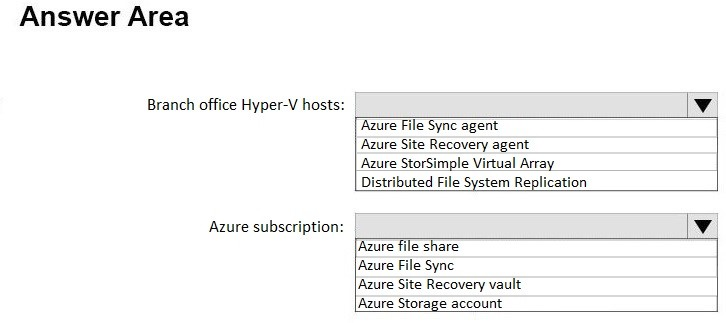 Answer Area
Branch office Hyper-V hosts:
Azure File Sync agent
Azure Site Recovery agent
Azure StorSimple Virtual Array
Distributed File System Replication
Azure subscription:
Azure file share
Azure File Sync
Azure Site Recovery vault
Azure Storage account